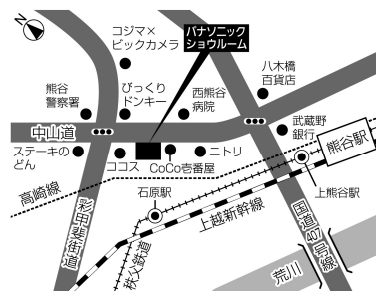 コジマ×
ビックカメラ
パナソニック
ショウルーム
八木橋
百貨店
熊谷
警察署
びっくり
ドンキー
西熊谷
病院
武蔵野
銀行
熊谷駅
中山道
ステーキの
どん
ココス
CoCo壱番屋
ニトリ
上熊谷駅
高崎線
石原駅
上越新幹線
彩甲斐街道
秩父鉄道
国道407号線
荒川